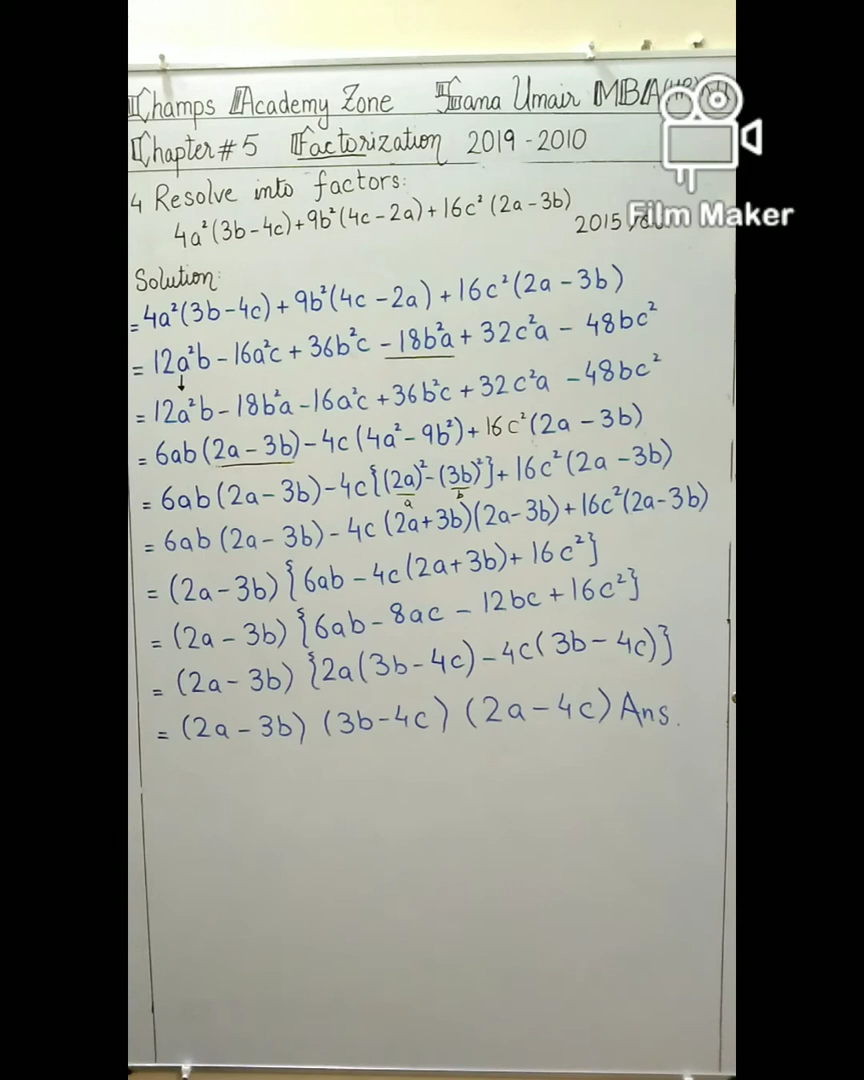 Champs Academy Zone Sana Umair MBA
Chapter # 5 Factorization 2019 - 2010
4 Resolve into factors:
4a²(3b-4c)+9b²(4c-2a)+16c²(2a-3b)
2015
Film Maker
Solution:
= 4a²(3b-4c)+9b²(4c-2a)+16c²(2a-3b)
= 12a²b-16a²c+36b²c-18b²a+32c²a-48bc²
= 12a²b-18b²a-16a²c+36b²c+32c²a-48bc²
= 6ab(2a-3b)-4c(4a²-9b²)+16c²(2a-3b)
= 6ab(2a-3b)-4c{(2a)²-(3b)²}+16c²(2a-3b)
a b
= 6ab(2a-3b)-4c(2a+3b)(2a-3b)+16c²(2a-3b)
= (2a-3b){6ab-4c(2a+3b)+16c²}
= (2a-3b){6ab-8ac-12bc+16c²}
= (2a-3b){2a(3b-4c)-4c(3b-4c)}
= (2a-3b)(3b-4c)(2a-4c) Ans.